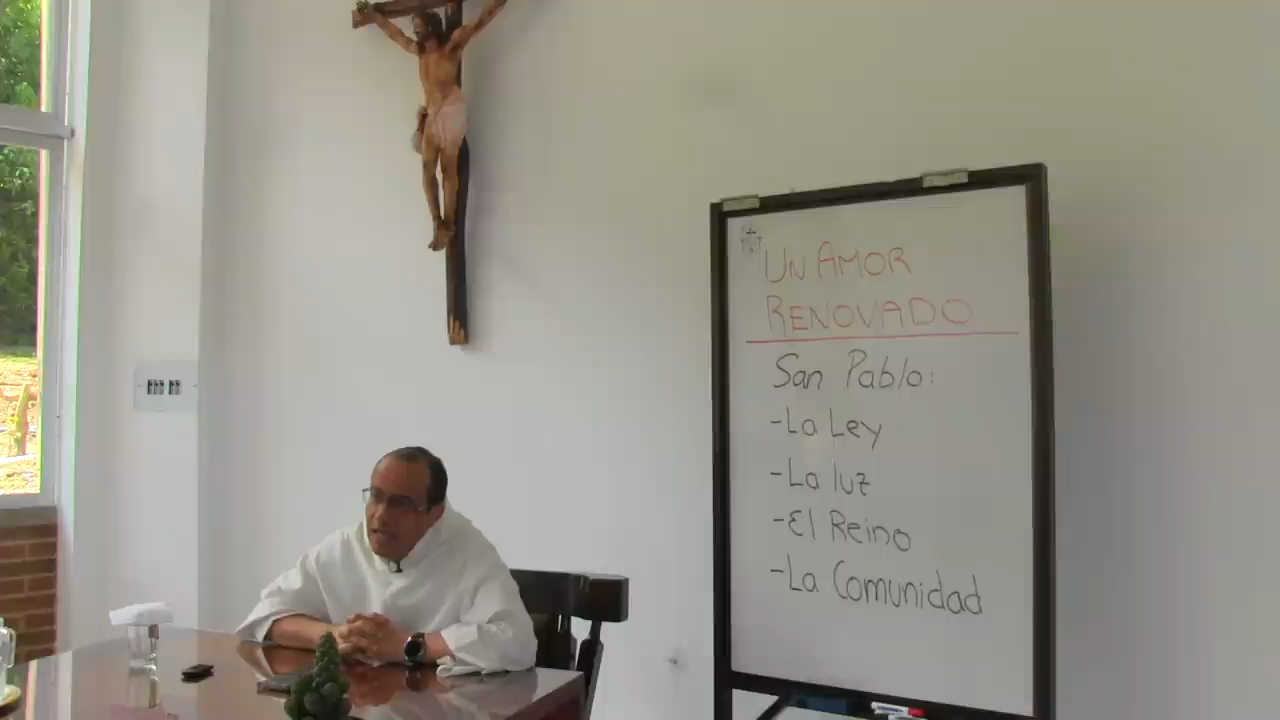 UN AMOR
RENOVADO
San Pablo:
-La Ley
-La luz
-El Reino
-La Comunidad